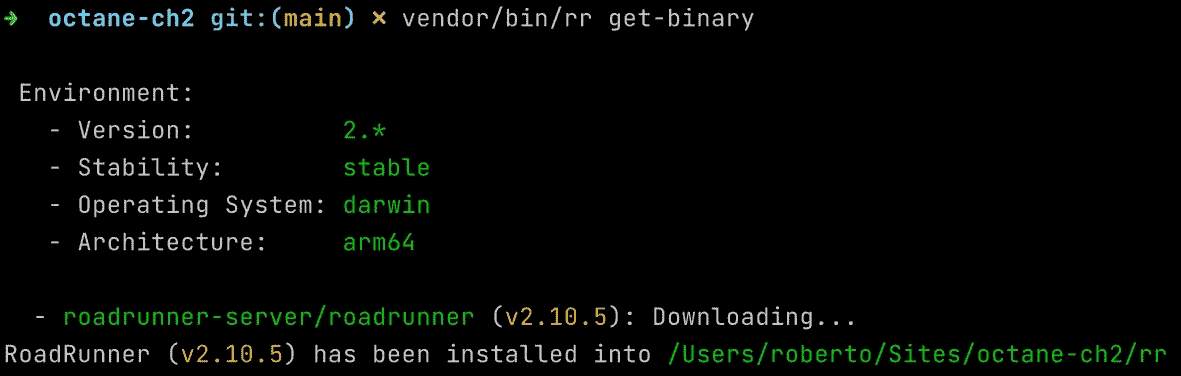 ➜ octane-ch2 git:(main) ✗ vendor/bin/rr get-binary
Environment:
- Version: 2.*
- Stability: stable
- Operating System: darwin
- Architecture: arm64
- roadrunner-server/roadrunner (v2.10.5): Downloading...
RoadRunner (v2.10.5) has been installed into /Users/roberto/Sites/octane-ch2/rr